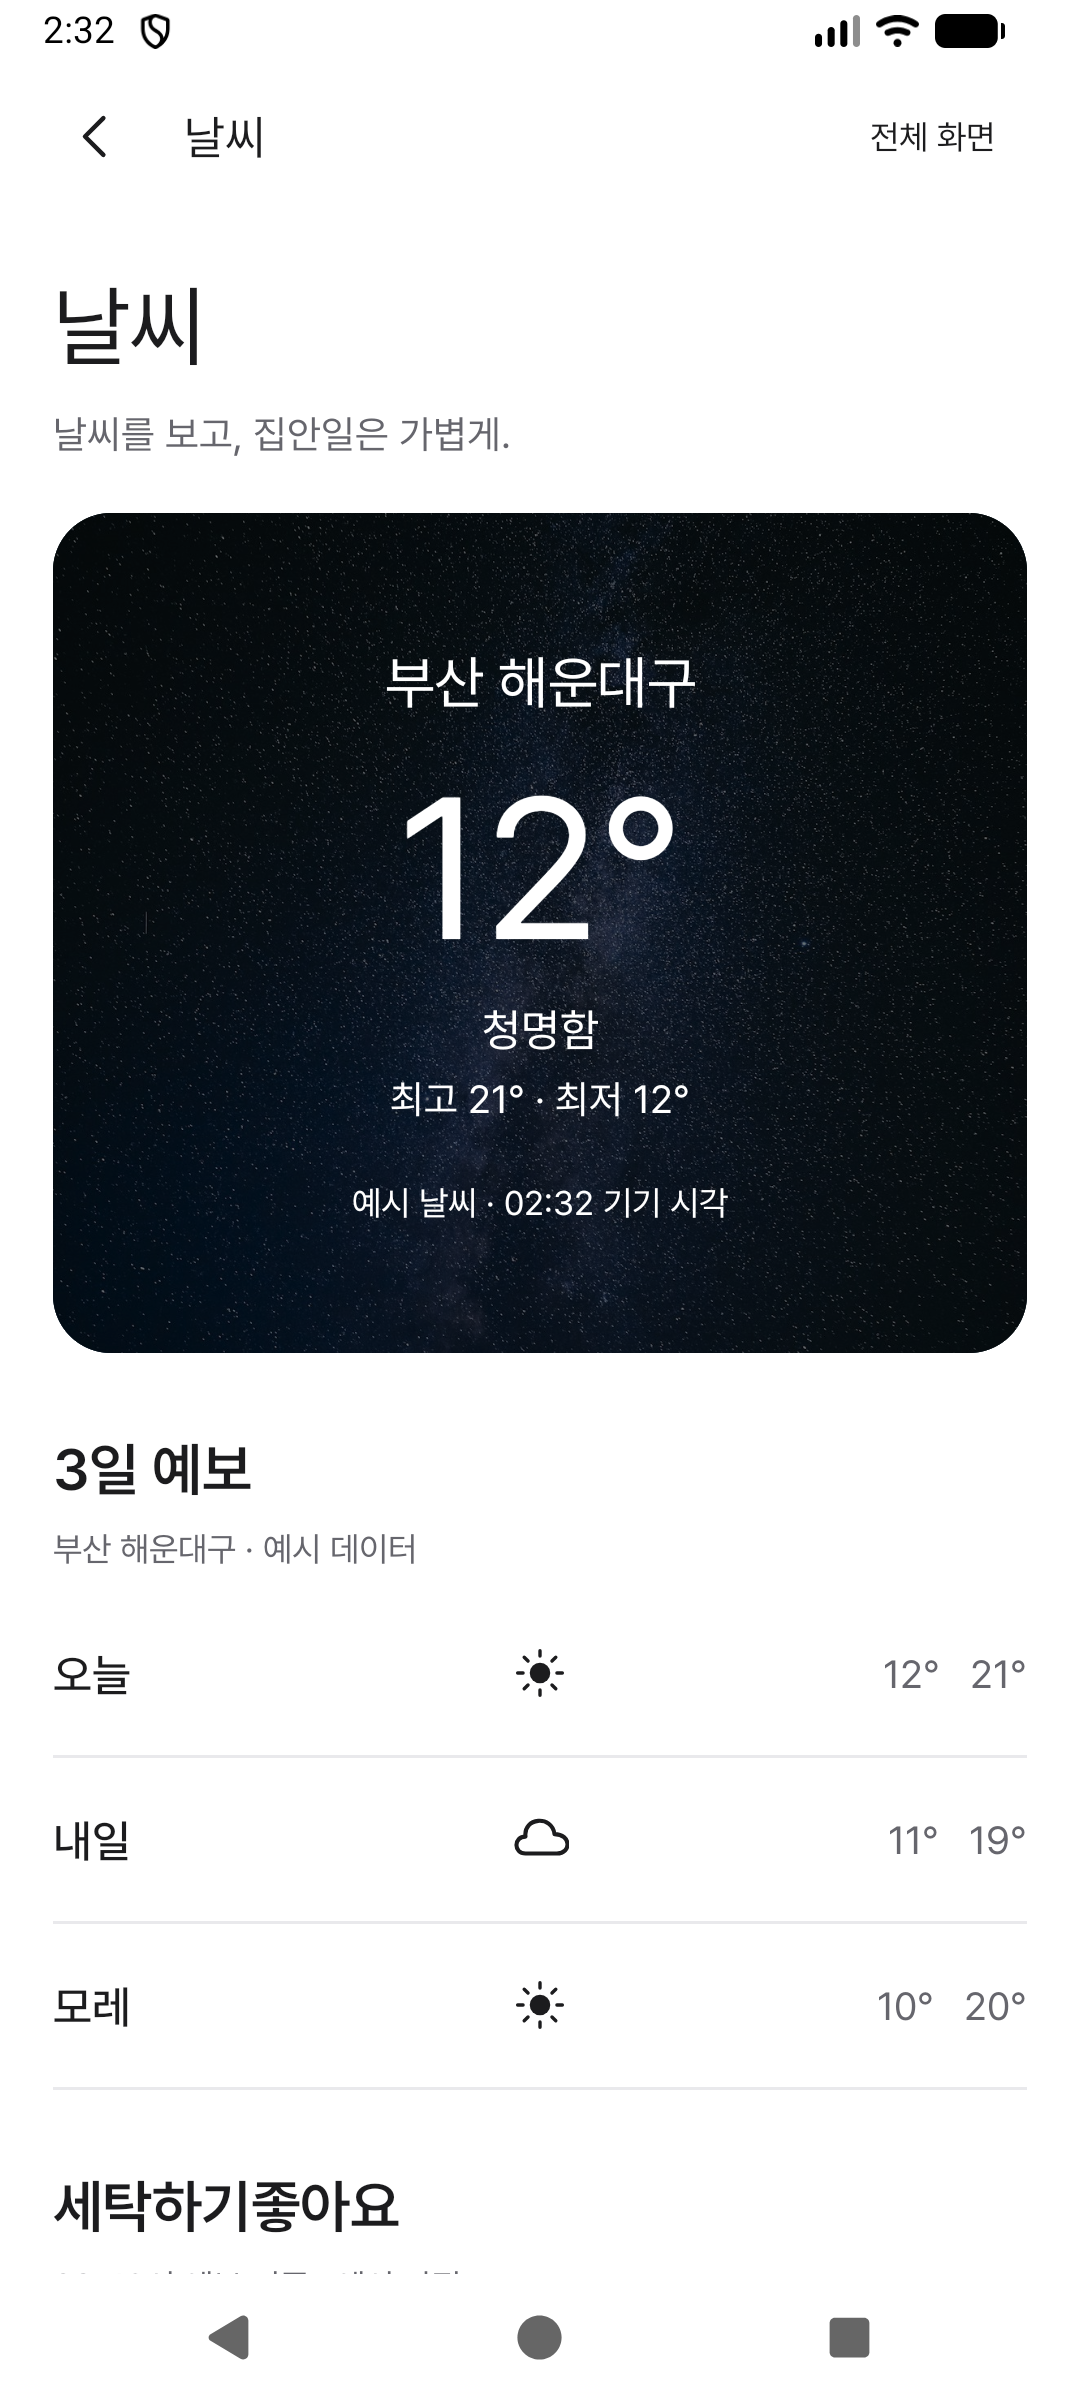 2:32
날씨
전체 화면
날씨
날씨를 보고, 집안일은 가볍게.
부산 해운대구
12°
청명함
최고 21° · 최저 12°
예시 날씨 · 02:32 기기 시각
3일 예보
부산 해운대구 · 예시 데이터
오늘 12° 21°
내일 11° 19°
모레 10° 20°
세탁하기좋아요